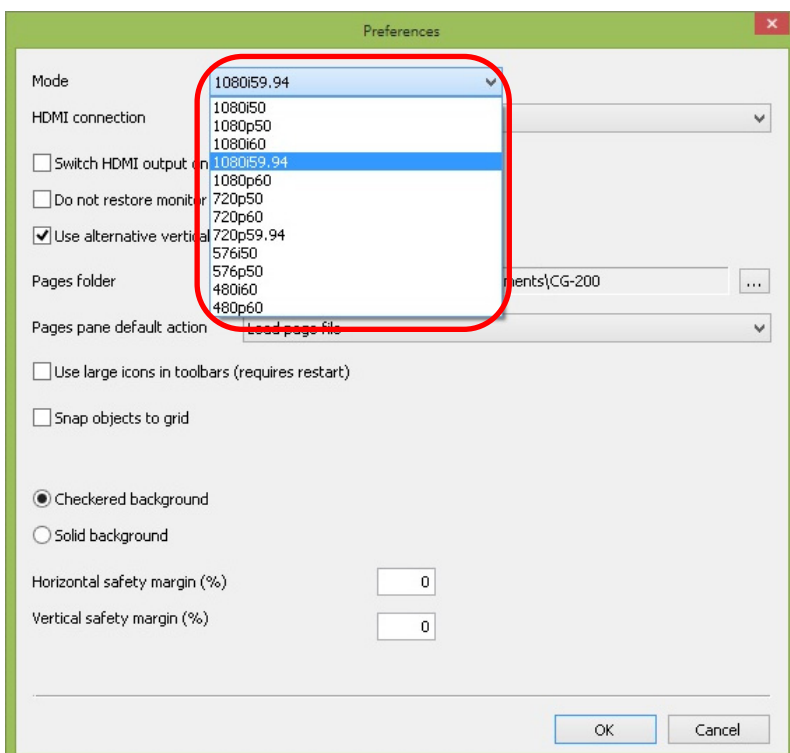 Preferences
Mode
1080i59.94
HDMI connection
1080i50
1080p50
1080i60
Switch HDMI output on
1080i59.94
1080p60
Do not restore monitor
720p50
720p60
Use alternative vertical
720p59.94
576i50
576p50
Pages folder
ments\CG-200
...
480i60
480p60
Pages pane default action
Load page file
Use large icons in toolbars (requires restart)
Snap objects to grid
Checkered background
Solid background
Horizontal safety margin (%)
0
Vertical safety margin (%)
0
OK
Cancel